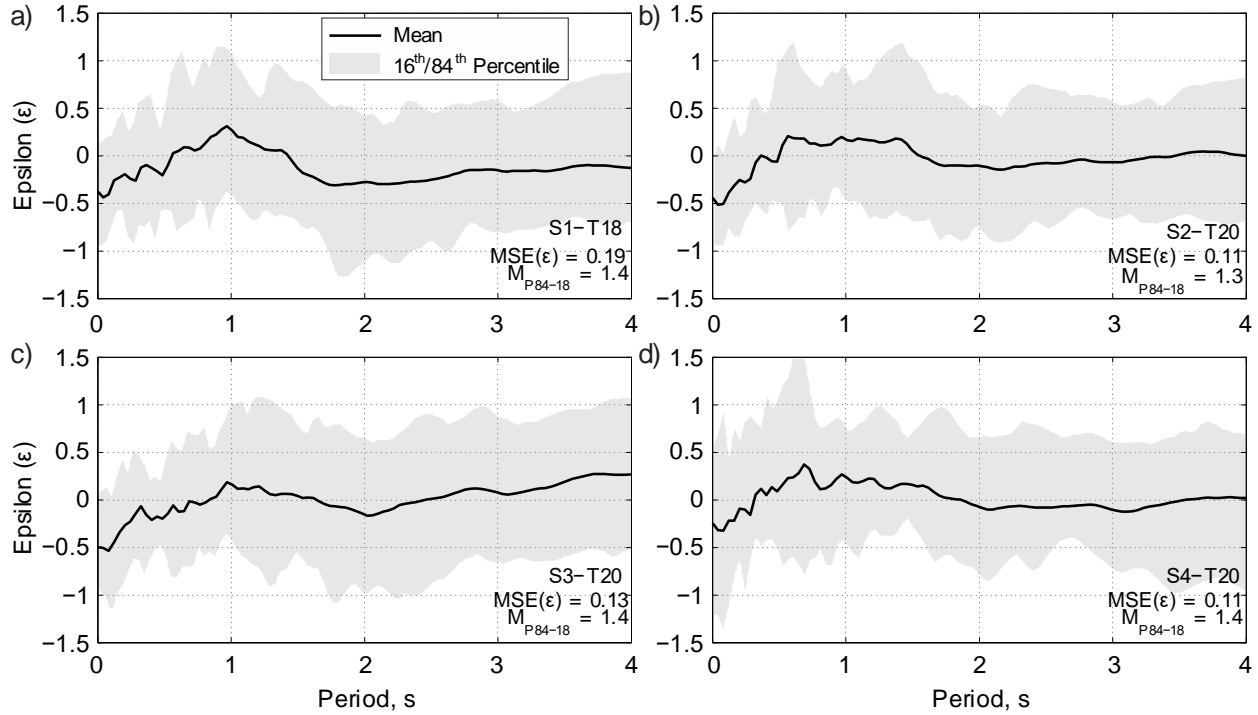 a)
1.5
1
0.5
0
−0.5
−1
−1.5
Epsilon (ε)
Mean
16th/84th Percentile
S1−T18
MSE(ε) = 0.19
MP84−18 = 1.4
0 1 2 3 4
b)
1.5
1
0.5
0
−0.5
−1
−1.5
S2−T20
MSE(ε) = 0.11
MP84−18 = 1.3
0 1 2 3 4
c)
1.5
1
0.5
0
−0.5
−1
−1.5
Epsilon (ε)
S3−T20
MSE(ε) = 0.13
MP84−18 = 1.4
0 1 2 3 4
Period, s
d)
1.5
1
0.5
0
−0.5
−1
−1.5
S4−T20
MSE(ε) = 0.11
MP84−18 = 1.4
0 1 2 3 4
Period, s